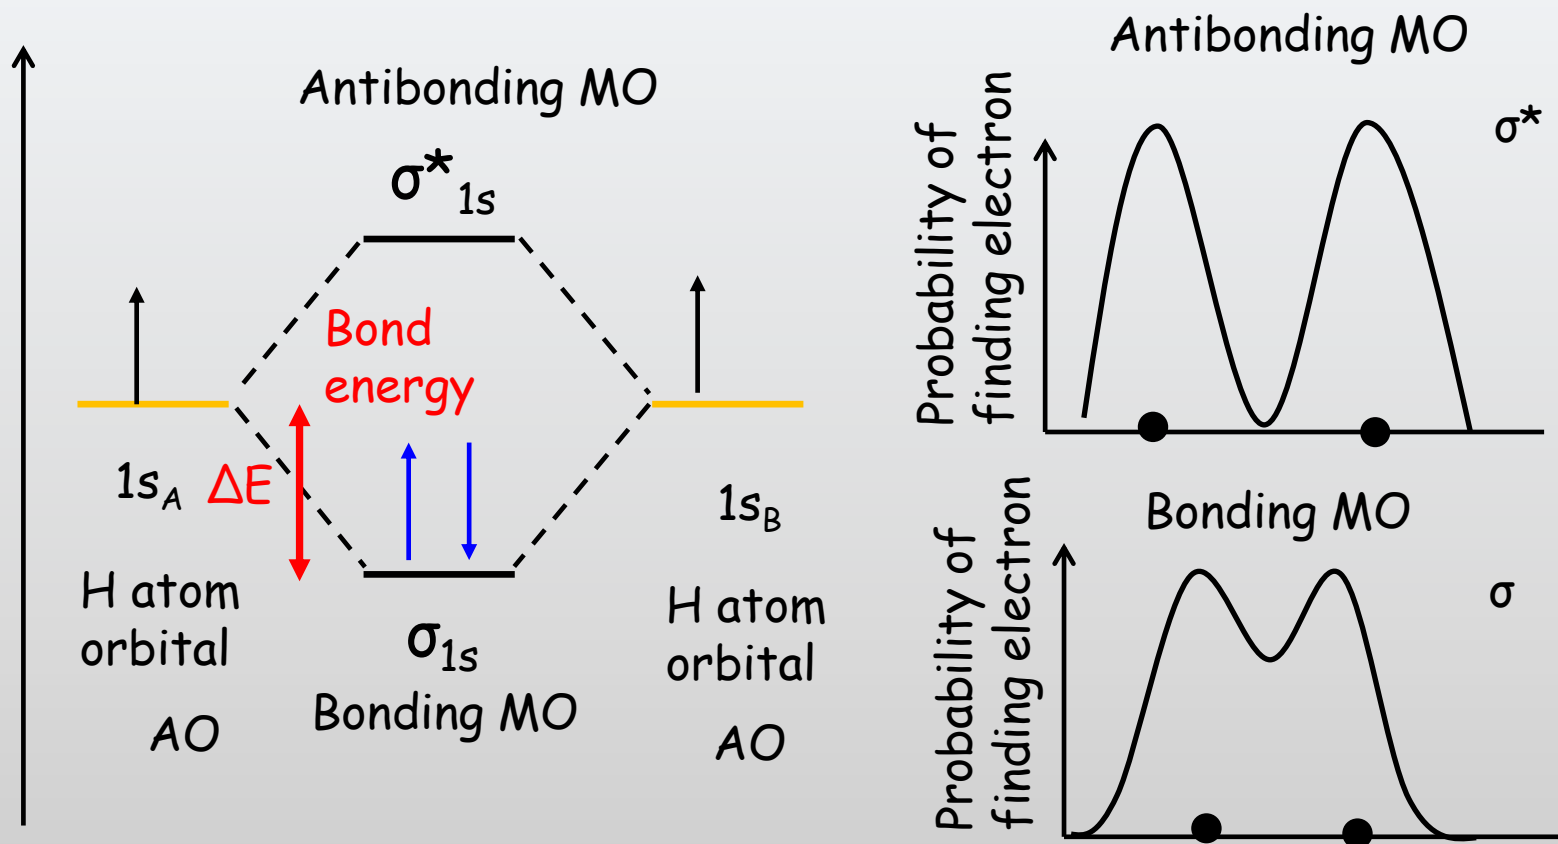 Antibonding MO
σ*1s
Bond
energy
1sA
ΔE
1sB
H atom
orbital
AO
σ1s
Bonding MO
H atom
orbital
AO
Antibonding MO
σ*
Probability of
finding electron
Bonding MO
σ
Probability of
finding electron